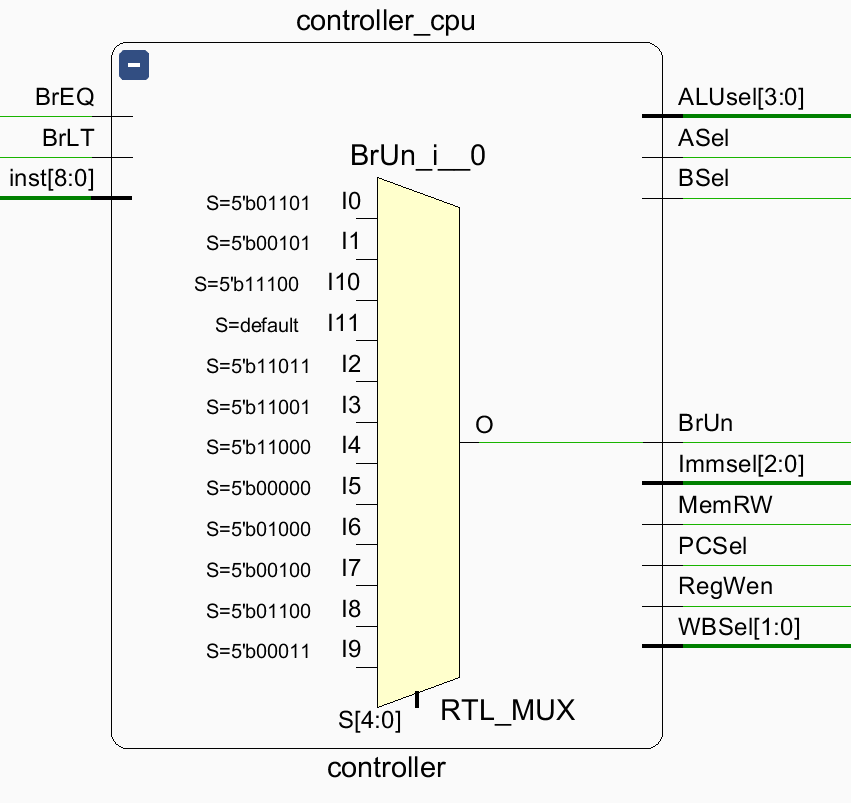 controller_cpu
BrEQ
BrLT
inst[8:0]
ALUsel[3:0]
ASel
BSel
BrUn_i__0
S=5'b01101 I0
S=5'b00101 I1
S=5'b11100 I10
S=default I11
S=5'b11011 I2
S=5'b11001 I3
S=5'b11000 I4
S=5'b00000 I5
S=5'b01000 I6
S=5'b00100 I7
S=5'b01100 I8
S=5'b00011 I9
O
BrUn
Immsel[2:0]
MemRW
PCSel
RegWen
WBSel[1:0]
S[4:0]
RTL_MUX
controller